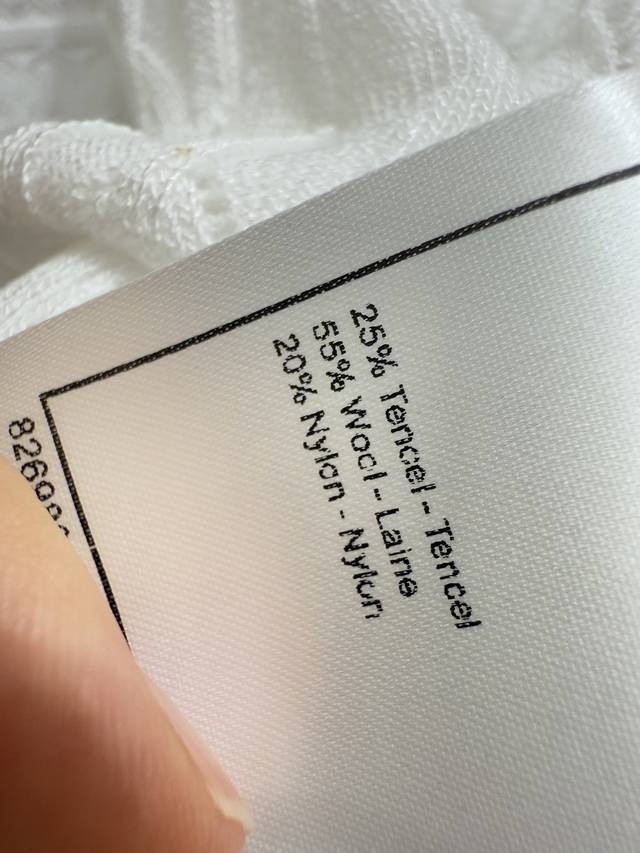 25% Tencel - Tencel
55% Wool - Laine
20% Nylon - Nylon